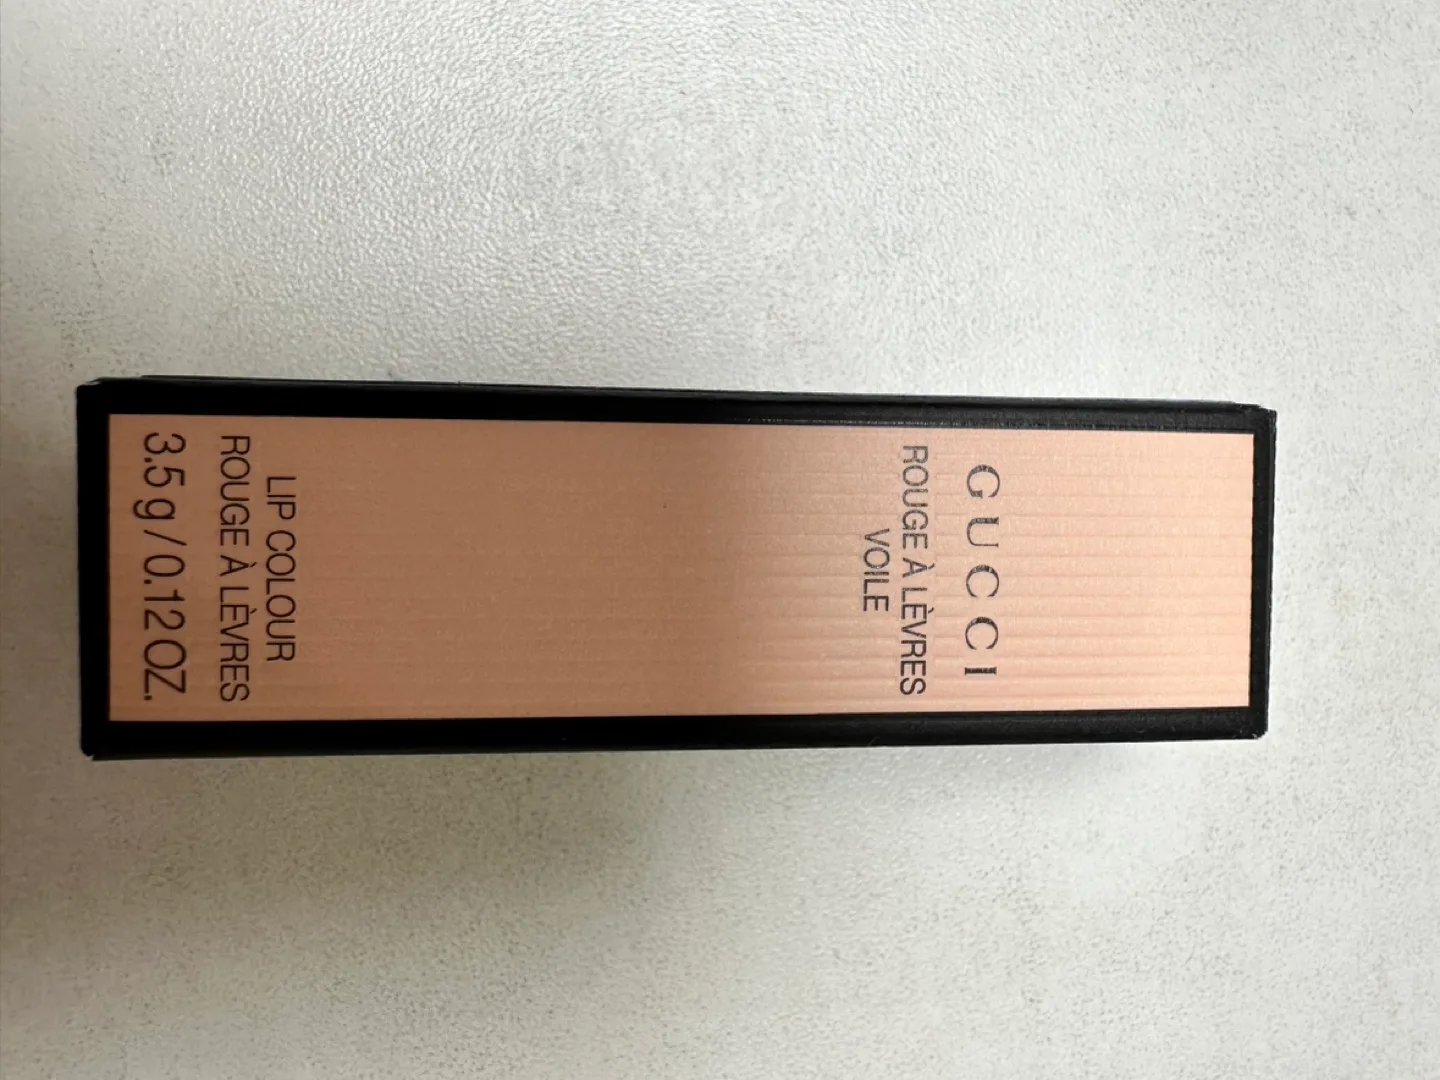 GUCCI
ROUGE À LÈVRES
VOILE
LIP COLOUR
ROUGE À LÈVRES
3.5 g / 0.12 OZ.